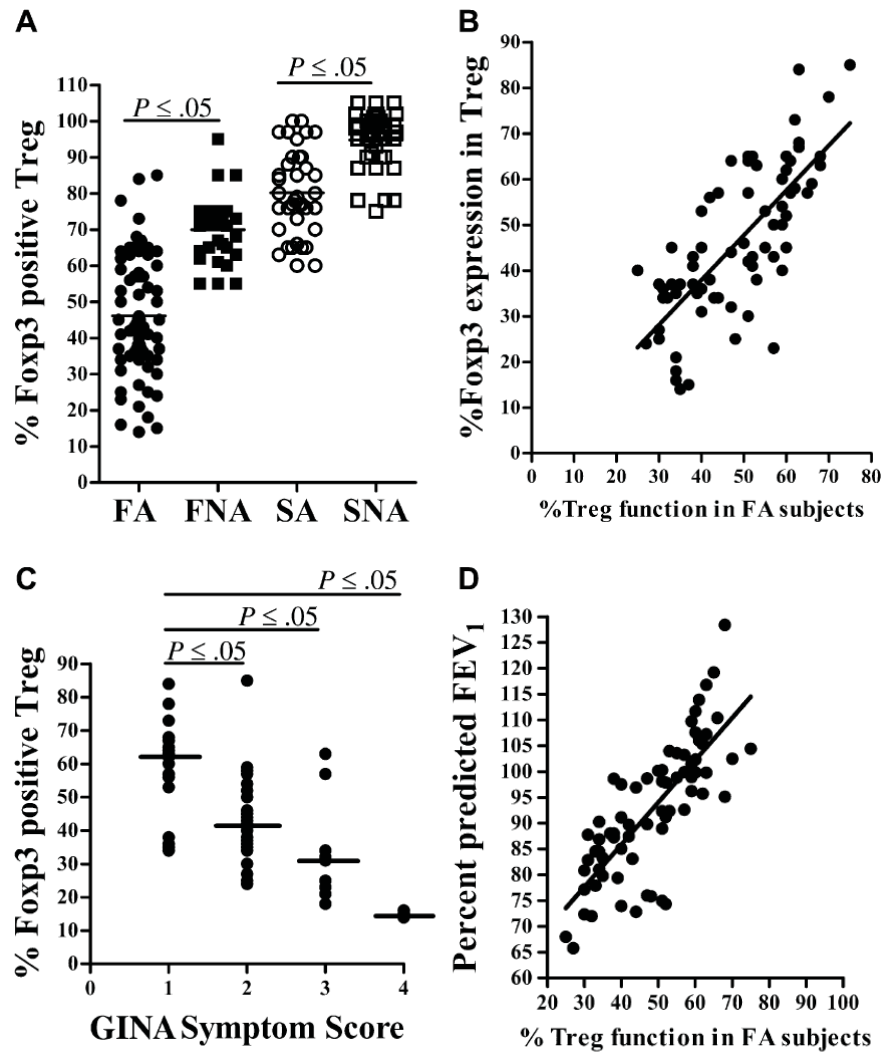 A
P ≤ .05
P ≤ .05
% Foxp3 positive Treg
110
100
90
80
70
60
50
40
30
20
10
0
FA FNA SA SNA
B
%Foxp3 expression in Treg
90
80
70
60
50
40
30
20
10
0
0 10 20 30 40 50 60 70 80
%Treg function in FA subjects
C
P ≤ .05
P ≤ .05
P ≤ .05
% Foxp3 positive Treg
90
80
70
60
50
40
30
20
10
0
0 1 2 3 4
GINA Symptom Score
D
Percent predicted FEV1
130
125
120
115
110
105
100
95
90
85
80
75
70
65
60
20 30 40 50 60 70 80 90 100
% Treg function in FA subjects